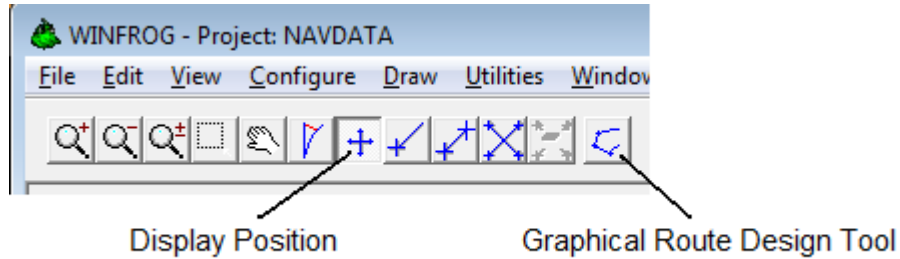 WINFROG - Project: NAVDATA
File Edit View Configure Draw Utilities Window
Display Position Graphical Route Design Tool